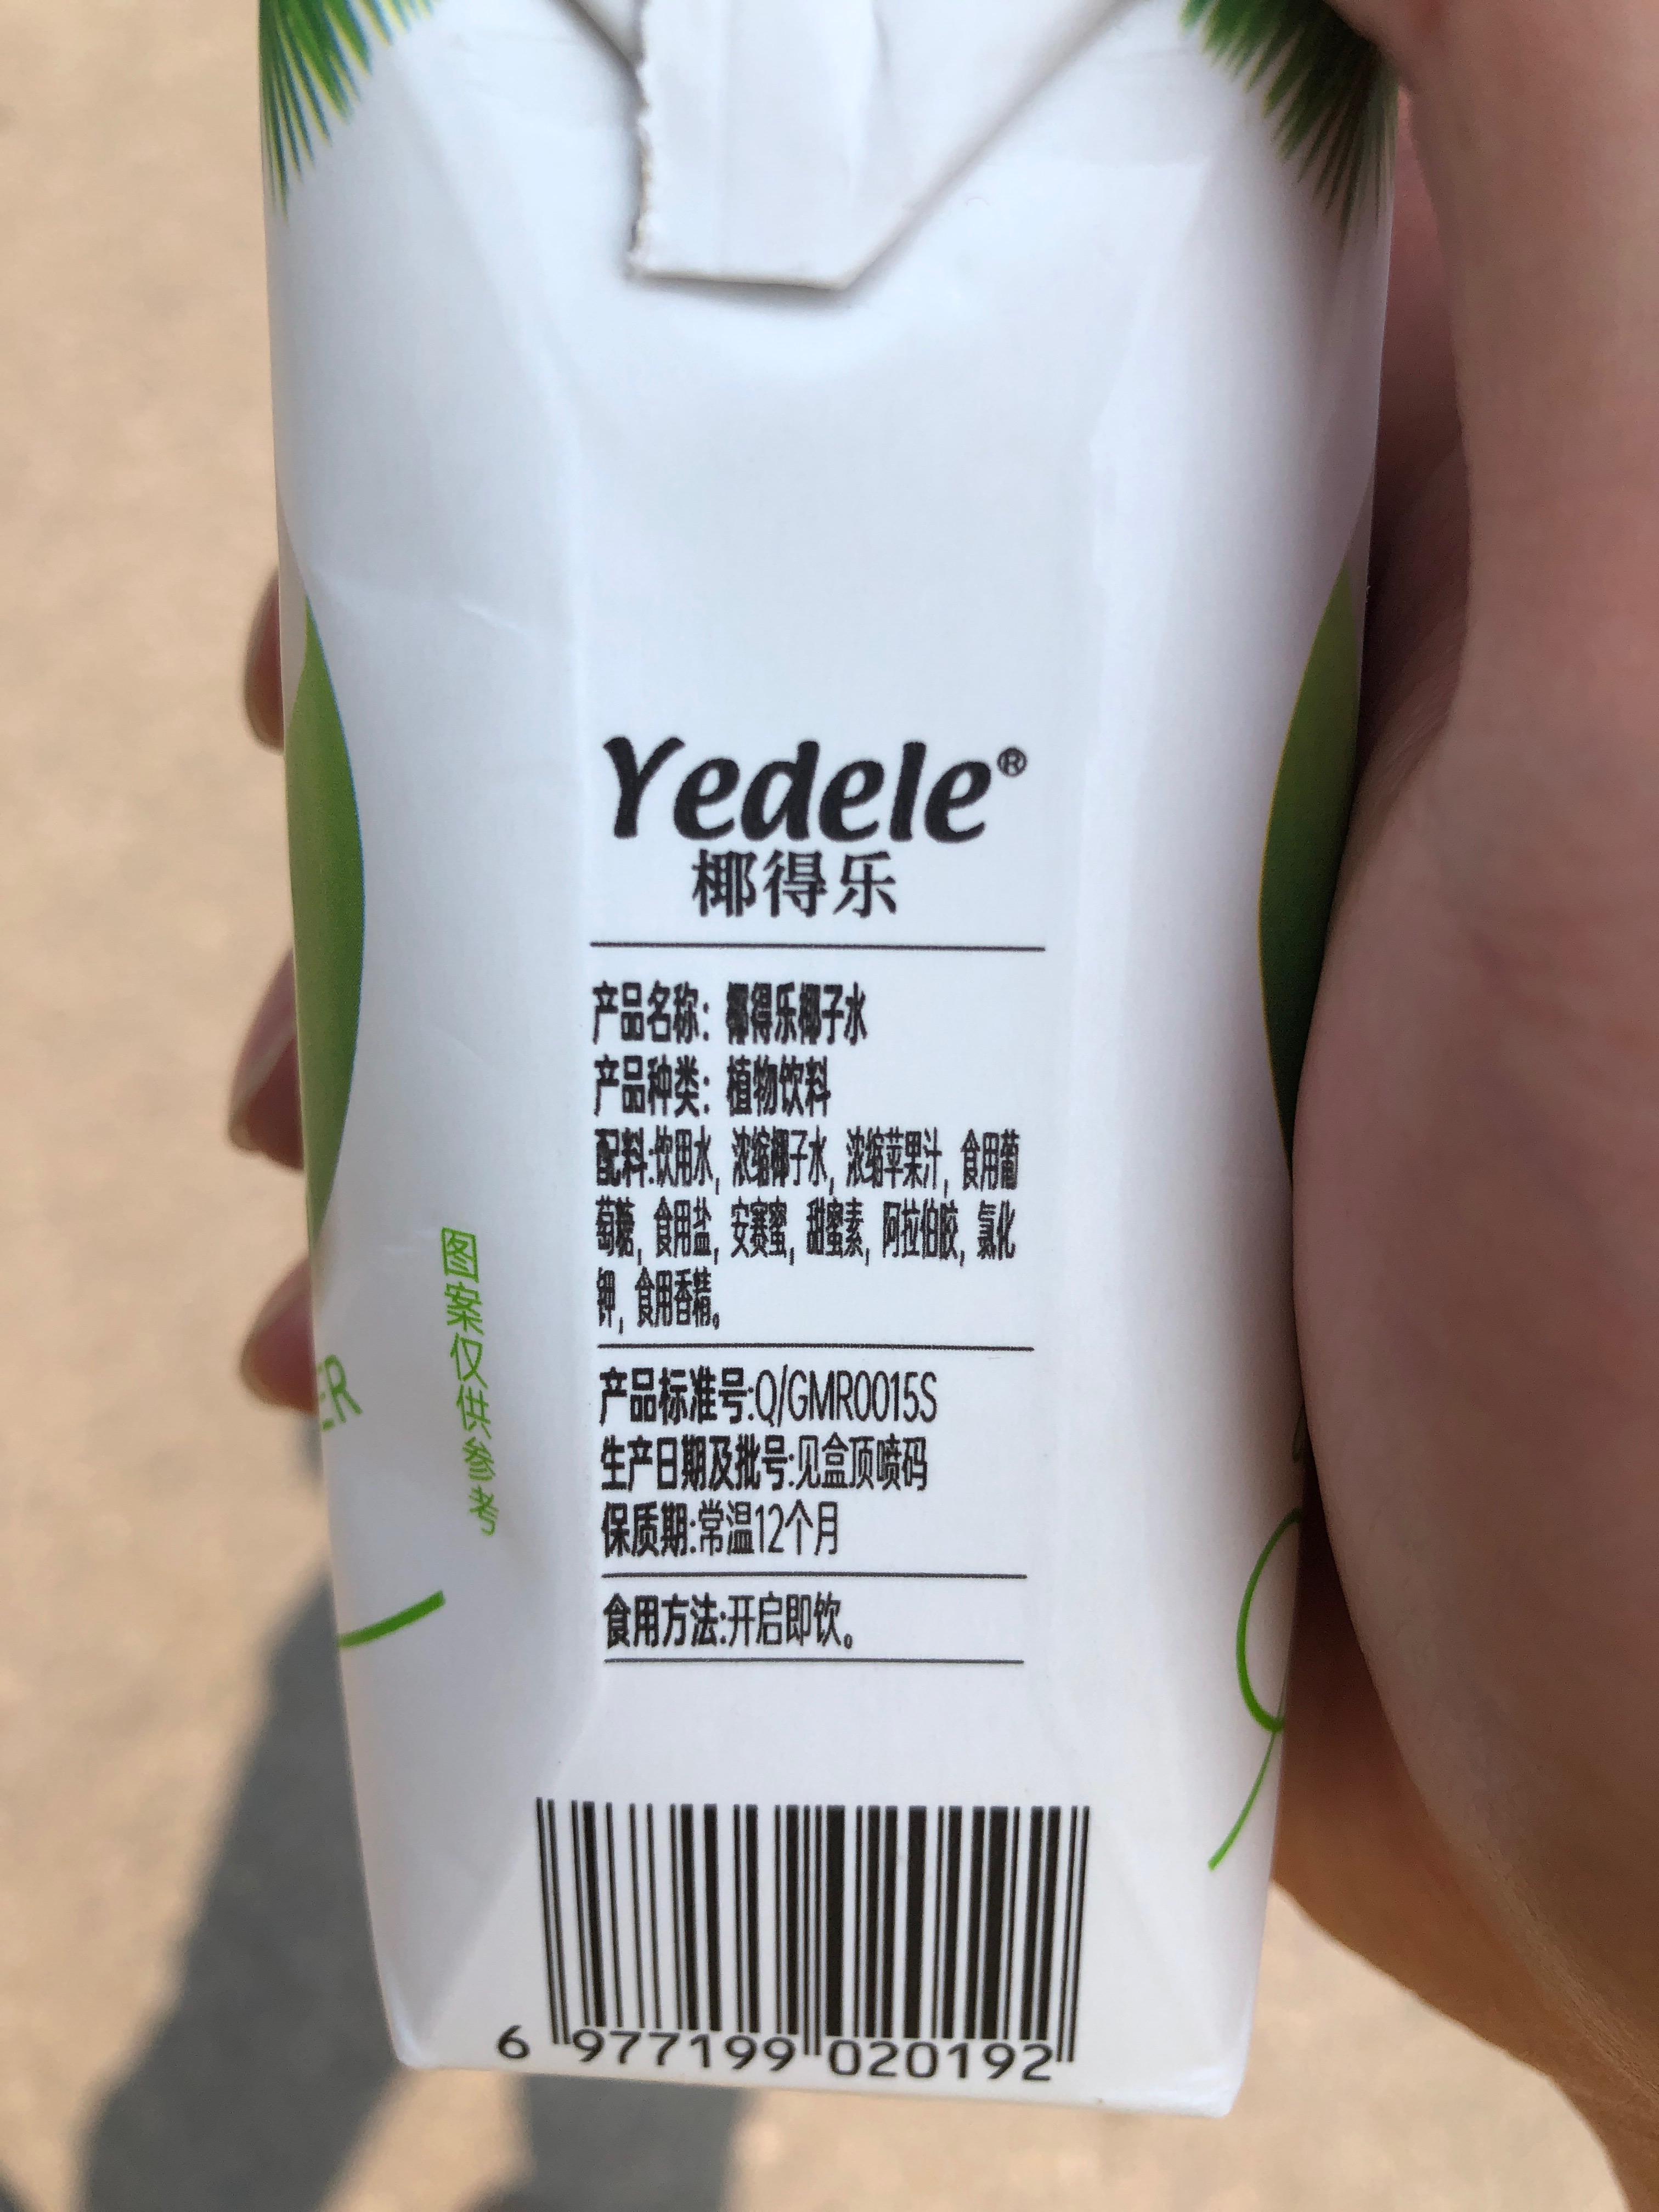 Yedele®
椰得乐
产品名称：椰得乐椰子水
产品种类：植物饮料
配料:饮用水, 浓缩椰子水, 浓缩苹果汁, 食用葡
萄糖, 食用盐, 安赛蜜, 甜蜜素, 阿拉伯胶, 氯化
钾, 食用香精。
产品标准号:Q/GMR0015S
生产日期及批号:见盒顶喷码
保质期:常温12个月
食用方法:开启即饮。
图案仅供参考
ER
6 977199 020192